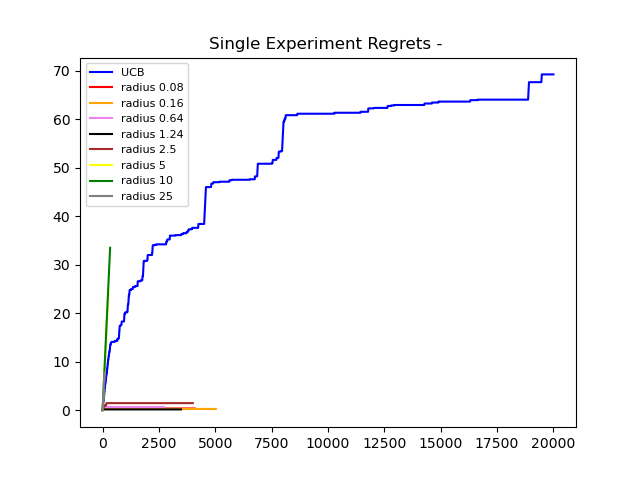 Single Experiment Regrets -
70
60
50
40
30
20
10
0
UCB
radius 0.08
radius 0.16
radius 0.64
radius 1.24
radius 2.5
radius 5
radius 10
radius 25
0 2500 5000 7500 10000 12500 15000 17500 20000